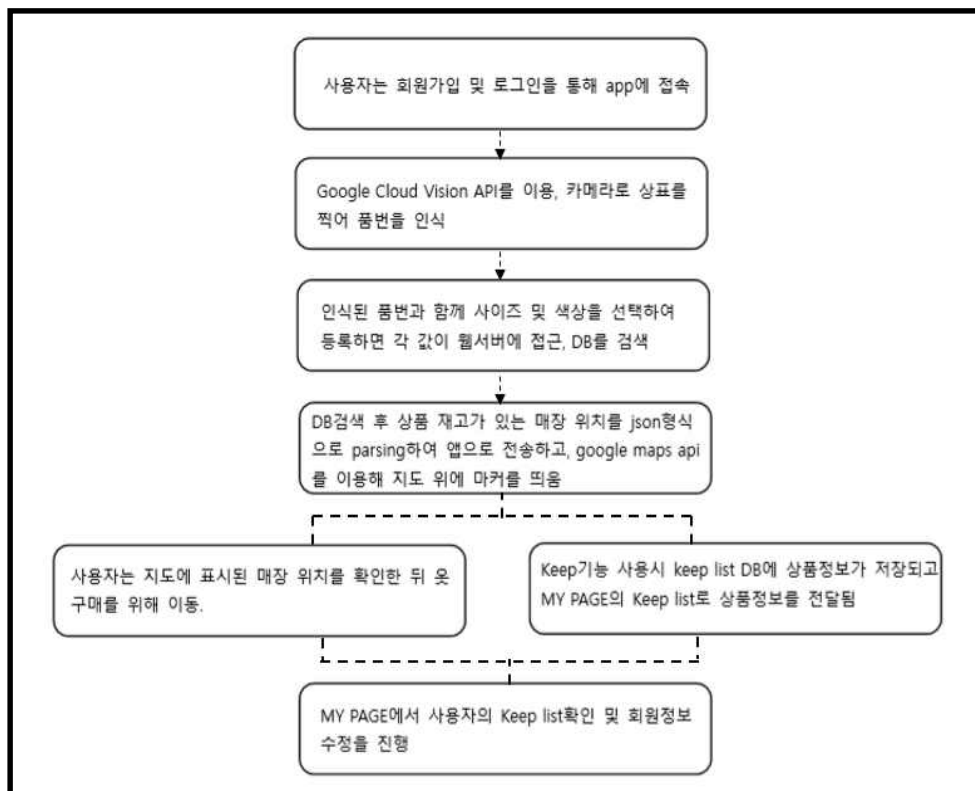 사용자는 회원가입 및 로그인을 통해 app에 접속
Google Cloud Vision API를 이용, 카메라로 상표를
찍어 품번을 인식
인식된 품번과 함께 사이즈 및 색상을 선택하여
등록하면 각 값이 웹서버에 접근, DB를 검색
DB검색 후 상품 재고가 있는 매장 위치를 json형식
으로 parsing하여 앱으로 전송하고, google maps api
를 이용해 지도 위에 마커를 띄움
사용자는 지도에 표시된 매장 위치를 확인한 뒤 옷
구매를 위해 이동.
Keep기능 사용시 keep list DB에 상품정보가 저장되고
MY PAGE의 Keep list로 상품정보를 전달됨
MY PAGE에서 사용자의 Keep list확인 및 회원정보
수정을 진행